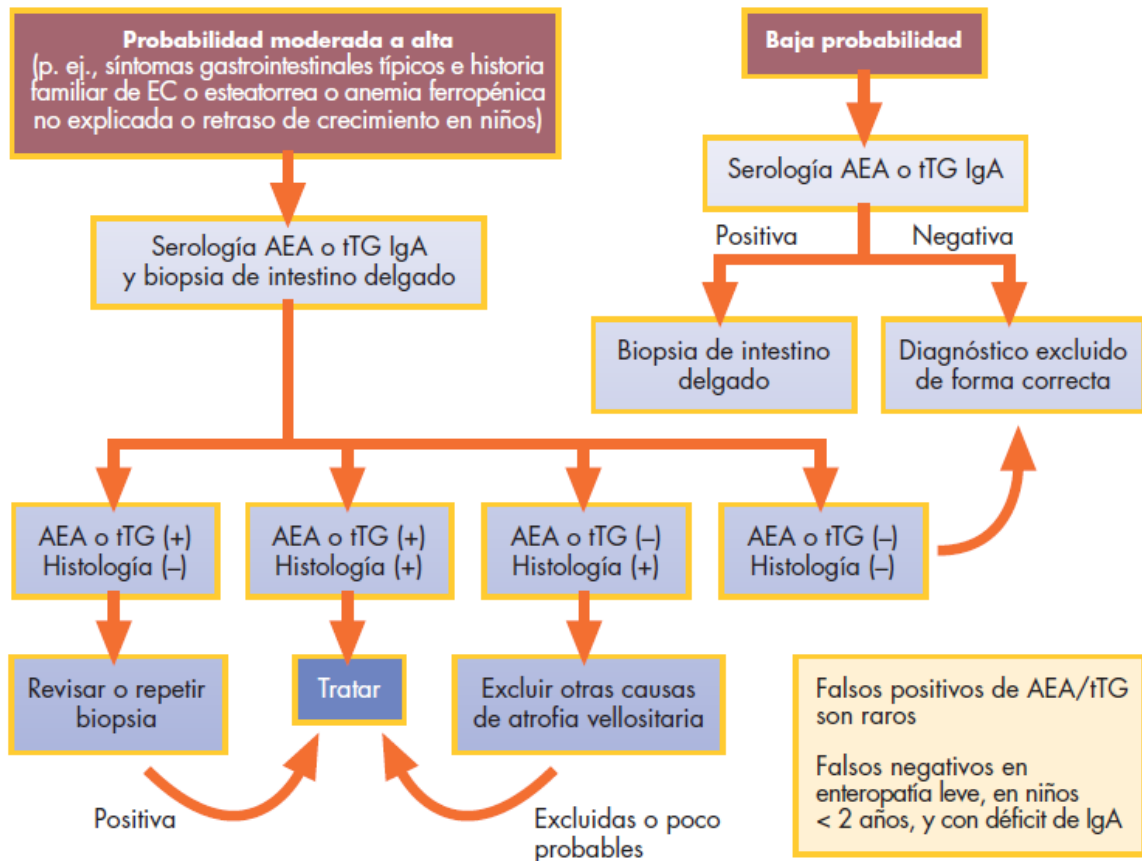 Probabilidad moderada a alta
(p. ej., síntomas gastrointestinales típicos e historia
familiar de EC o esteatorrea o anemia ferropénica
no explicada o retraso de crecimiento en niños)
Baja probabilidad
Serología AEA o tTG IgA
y biopsia de intestino delgado
Serología AEA o tTG IgA
Positiva
Negativa
Biopsia de intestino
delgado
Diagnóstico excluido
de forma correcta
AEA o tTG (+)
Histología (–)
AEA o tTG (+)
Histología (+)
AEA o tTG (–)
Histología (+)
AEA o tTG (–)
Histología (–)
Revisar o repetir
biopsia
Tratar
Excluir otras causas
de atrofia vellositaria
Positiva
Excluidas o poco
probables
Falsos positivos de AEA/tTG
son raros
Falsos negativos en
enteropatía leve, en niños
< 2 años, y con déficit de IgA